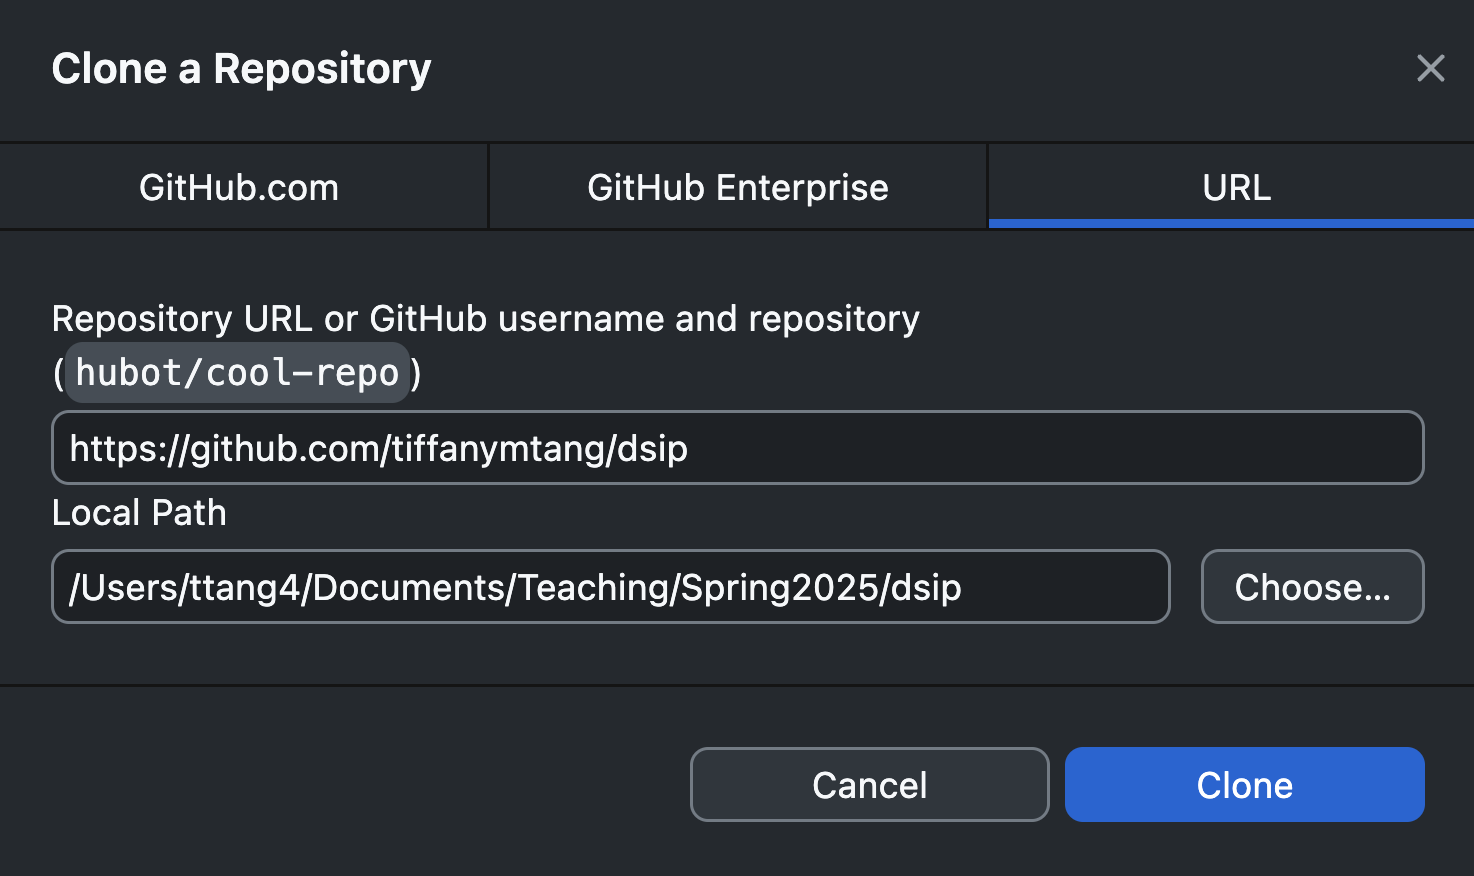 Clone a Repository
GitHub.com
GitHub Enterprise
URL
Repository URL or GitHub username and repository
(hubot/cool-repo)
https://github.com/tiffanymtang/dsip
Local Path
/Users/ttang4/Documents/Teaching/Spring2025/dsip
Choose...
Cancel
Clone